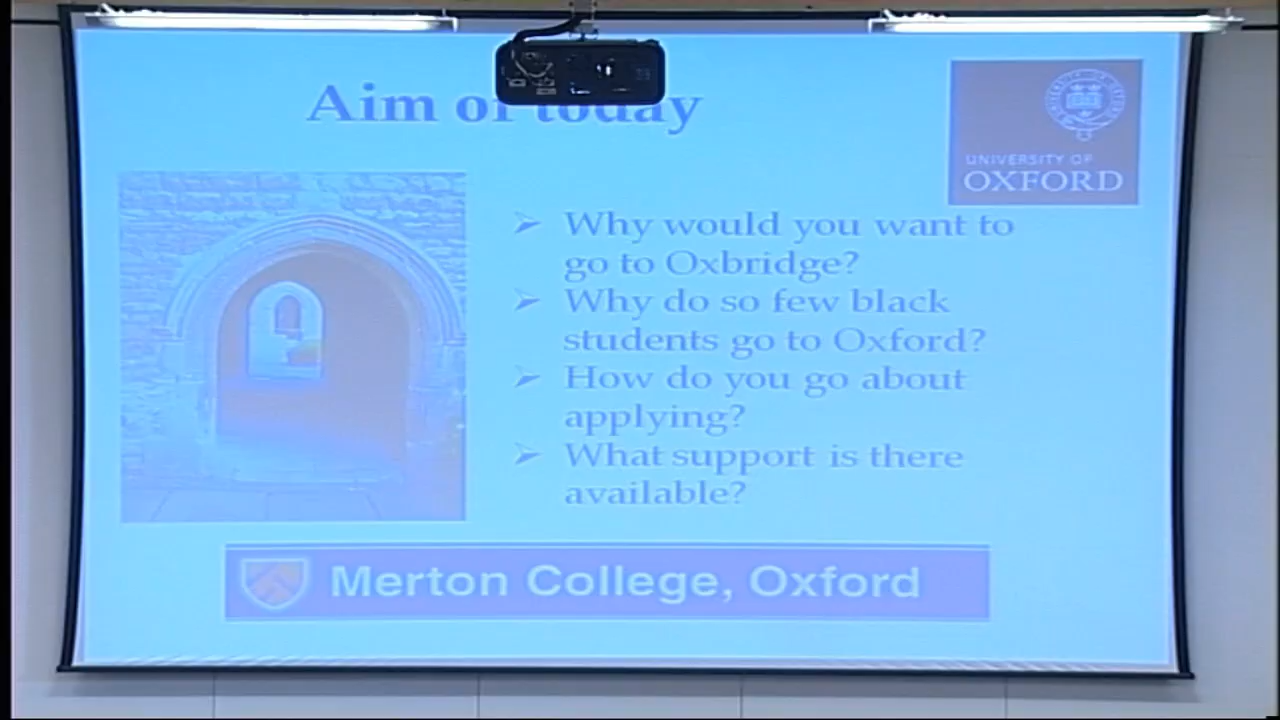 Aim of today
UNIVERSITY OF
OXFORD
Why would you want to
go to Oxbridge?
Why do so few black
students go to Oxford?
How do you go about
applying?
What support is there
available?
Merton College, Oxford